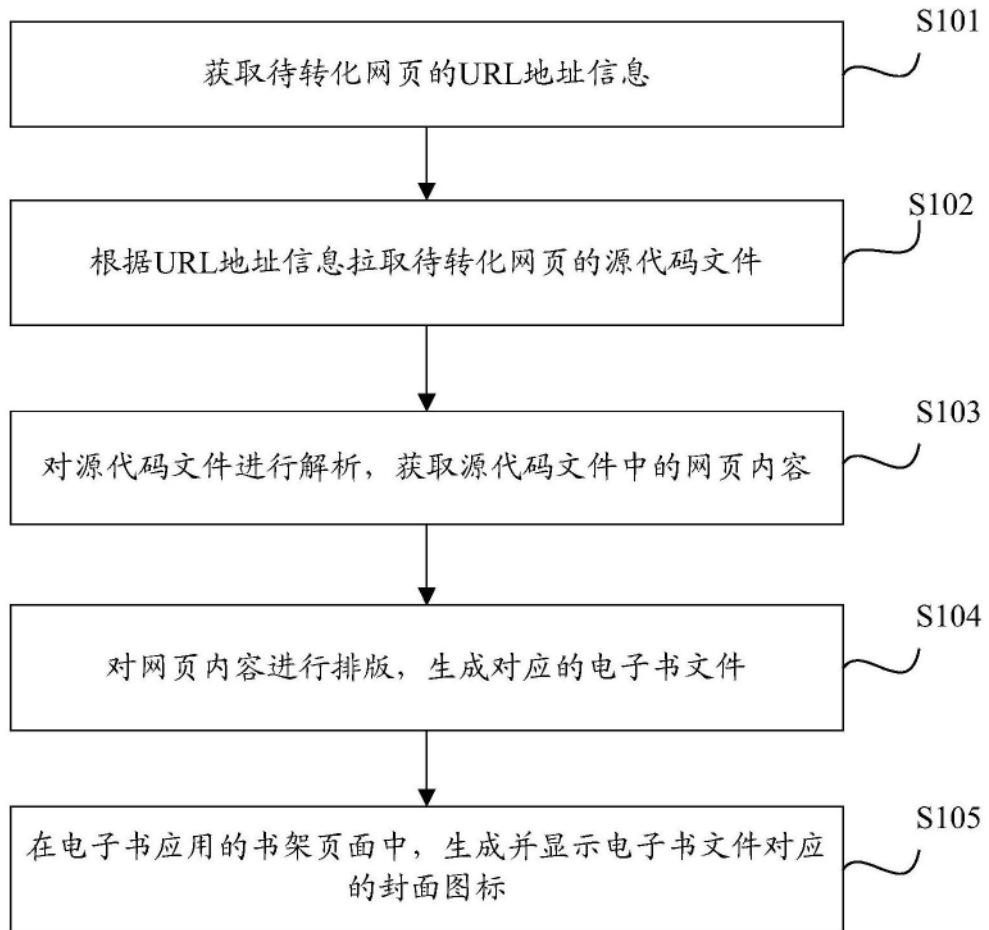 S101
获取待转化网页的URL地址信息
S102
根据URL地址信息拉取待转化网页的源代码文件
S103
对源代码文件进行解析，获取源代码文件中的网页内容
S104
对网页内容进行排版，生成对应的电子书文件
S105
在电子书应用的书架页面中，生成并显示电子书文件对应
的封面图标